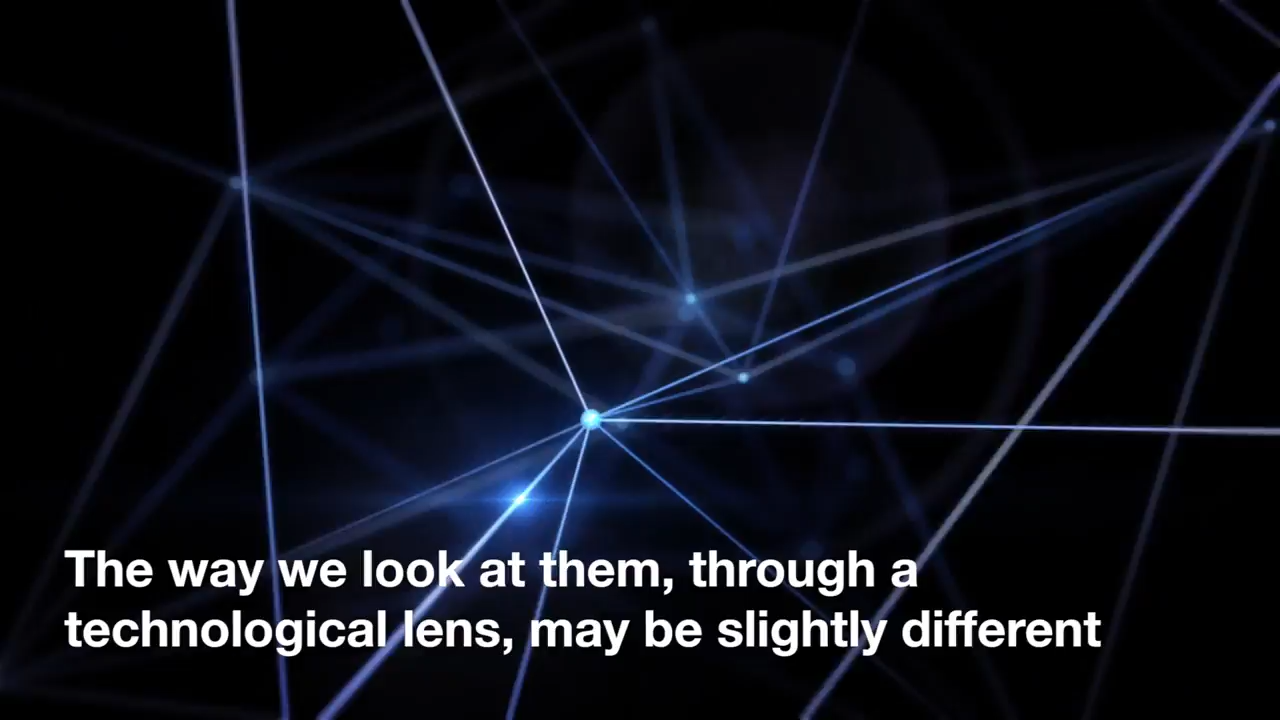 The way we look at them, through a
technological lens, may be slightly different